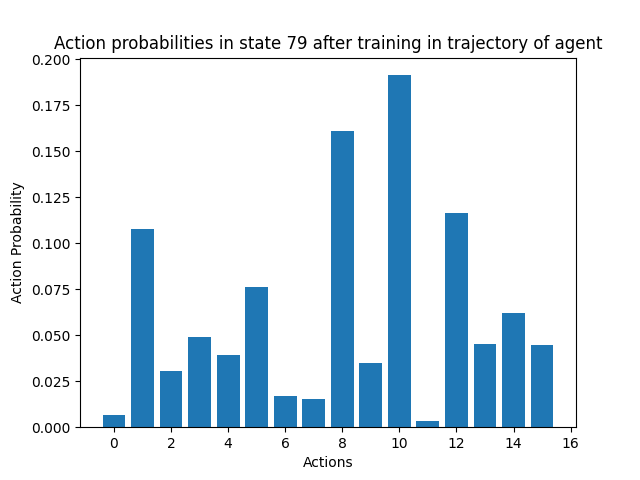 Action probabilities in state 79 after training in trajectory of agent
0.200
0.175
0.150
0.125
0.100
0.075
0.050
0.025
0.000
Action Probability
0 2 4 6 8 10 12 14 16
Actions